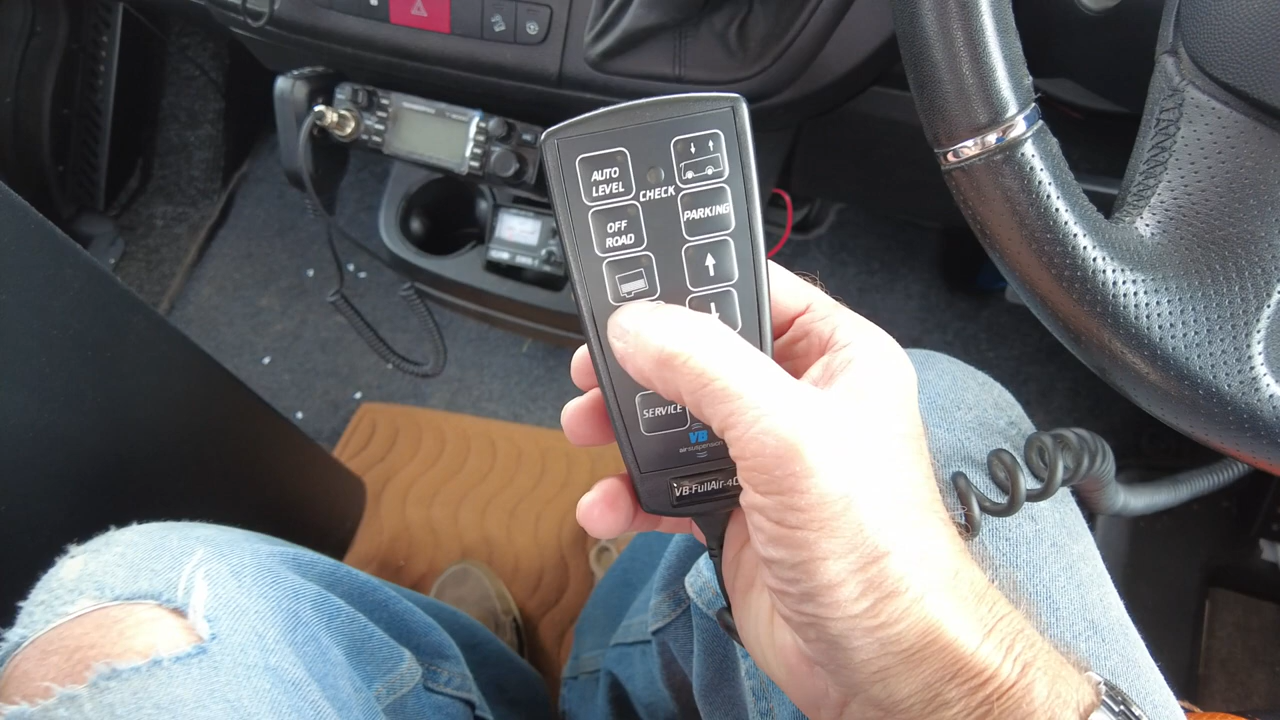 AUTO
LEVEL
CHECK
OFF
ROAD
PARKING
SERVICE
VB
airsuspension
VB-FullAir-4C